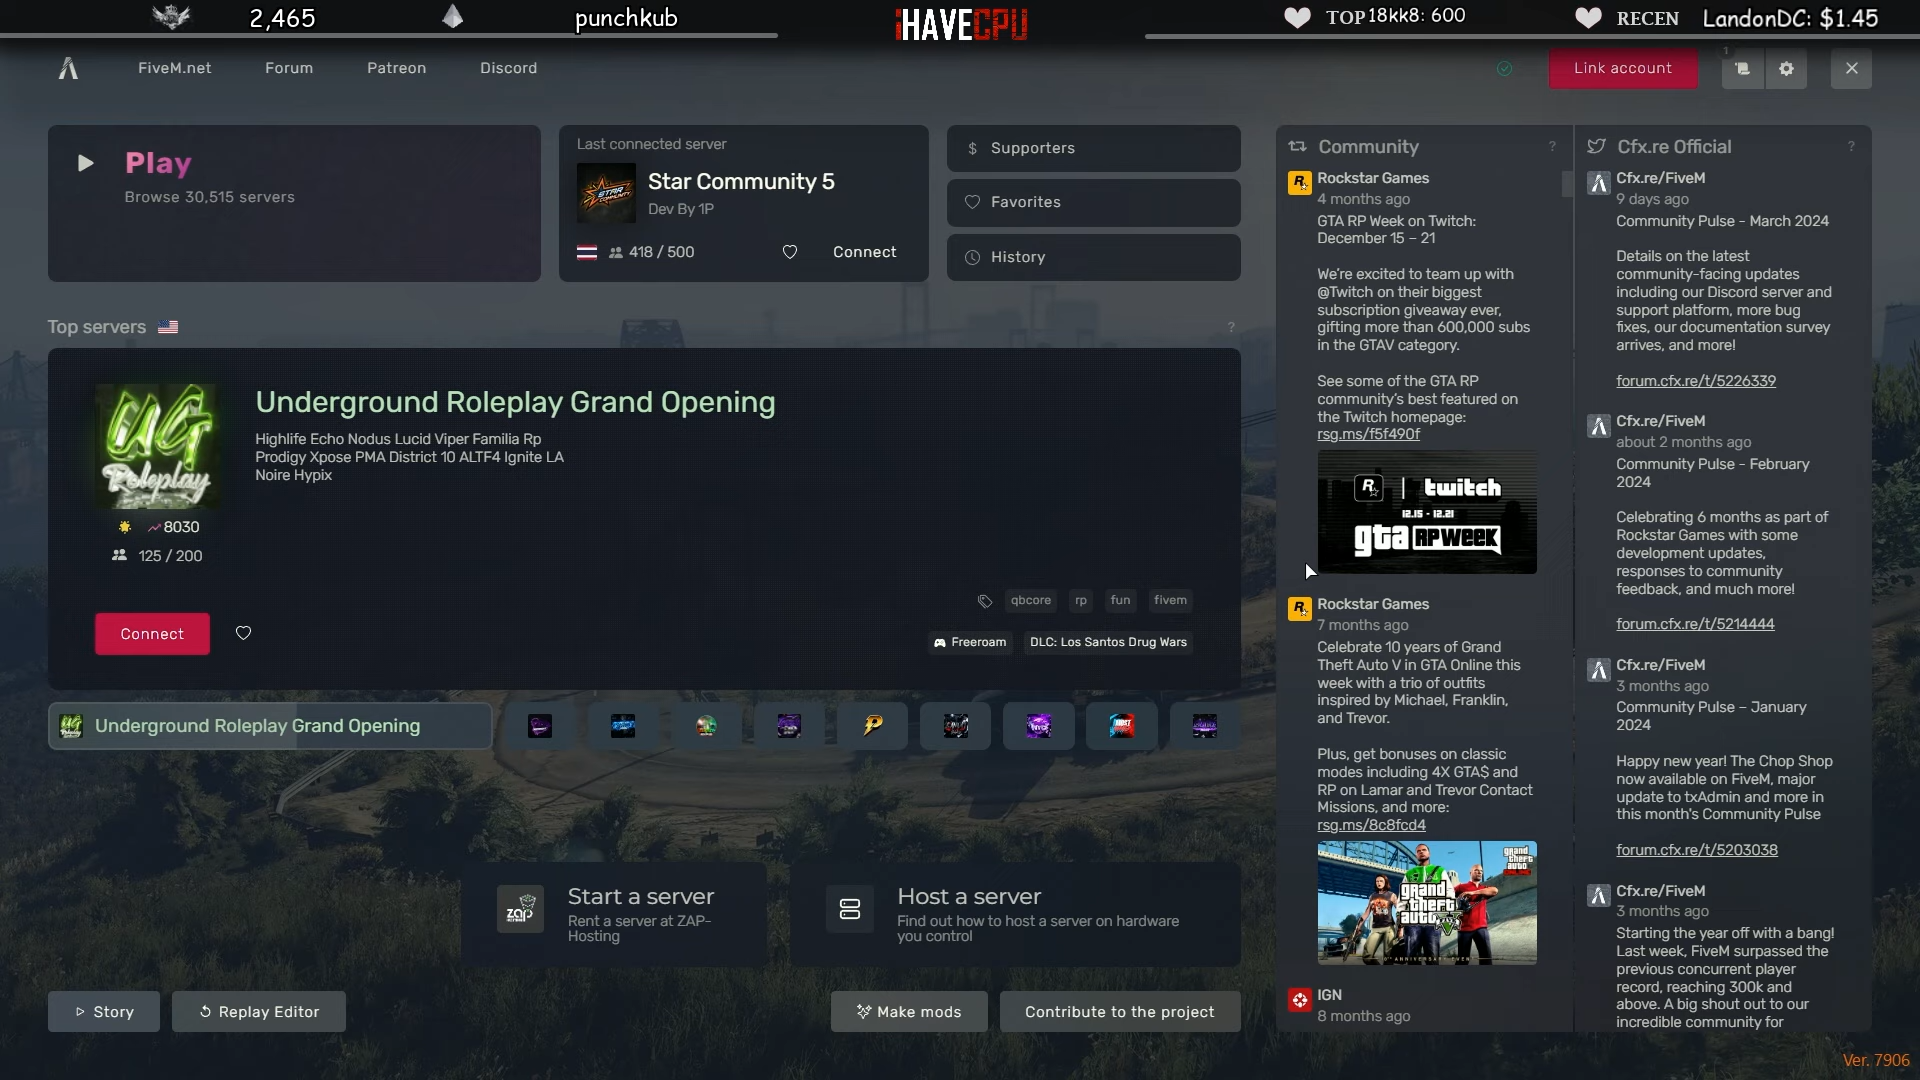 2,465
punchkub
iHAVECPU
TOP 18kk8: 600
RECEN LandonDC: $1.45
FiveM.net
Forum
Patreon
Discord
Link account
1
Play
Browse 30,515 servers
Last connected server
STAR
COMMUNITY
Star Community 5
Dev By 1P
418 / 500
Connect
Supporters
Favorites
History
Top servers
?
UG
Roleplay
Underground Roleplay Grand Opening
Highlife Echo Nodus Lucid Viper Familia Rp
Prodigy Xpose PMA District 10 ALTF4 Ignite LA
Noire Hypix
8030
125 / 200
qbcore
rp
fun
fivem
Connect
Freeroam
DLC: Los Santos Drug Wars
Underground Roleplay Grand Opening
Start a server
Rent a server at ZAP-
Hosting
Host a server
Find out how to host a server on hardware
you control
Story
Replay Editor
Make mods
Contribute to the project
Community
?
Rockstar Games
4 months ago
GTA RP Week on Twitch:
December 15 – 21
We're excited to team up with
@Twitch on their biggest
subscription giveaway ever,
gifting more than 600,000 subs
in the GTAV category.
See some of the GTA RP
community's best featured on
the Twitch homepage:
rsg.ms/f5f490f
twitch
12.15 - 12.21
gta RP WEEK
Rockstar Games
7 months ago
Celebrate 10 years of Grand
Theft Auto V in GTA Online this
week with a trio of outfits
inspired by Michael, Franklin,
and Trevor.
Plus, get bonuses on classic
modes including 4X GTA$ and
RP on Lamar and Trevor Contact
Missions, and more:
rsg.ms/8c8fcd4
grand
theft
auto V
IGN
8 months ago
Cfx.re Official
?
Cfx.re/FiveM
9 days ago
Community Pulse - March 2024
Details on the latest
community-facing updates
including our Discord server and
support platform, more bug
fixes, our documentation survey
arrives, and more!
forum.cfx.re/t/5226339
Cfx.re/FiveM
about 2 months ago
Community Pulse - February
2024
Celebrating 6 months as part of
Rockstar Games with some
development updates,
responses to community
feedback, and much more!
forum.cfx.re/t/5214444
Cfx.re/FiveM
3 months ago
Community Pulse – January
2024
Happy new year! The Chop Shop
now available on FiveM, major
update to txAdmin and more in
this month's Community Pulse
forum.cfx.re/t/5203038
Cfx.re/FiveM
3 months ago
Starting the year off with a bang!
Last week, FiveM surpassed the
previous concurrent player
record, reaching 300k and
above. A big shout out to our
incredible community for
Ver. 7906